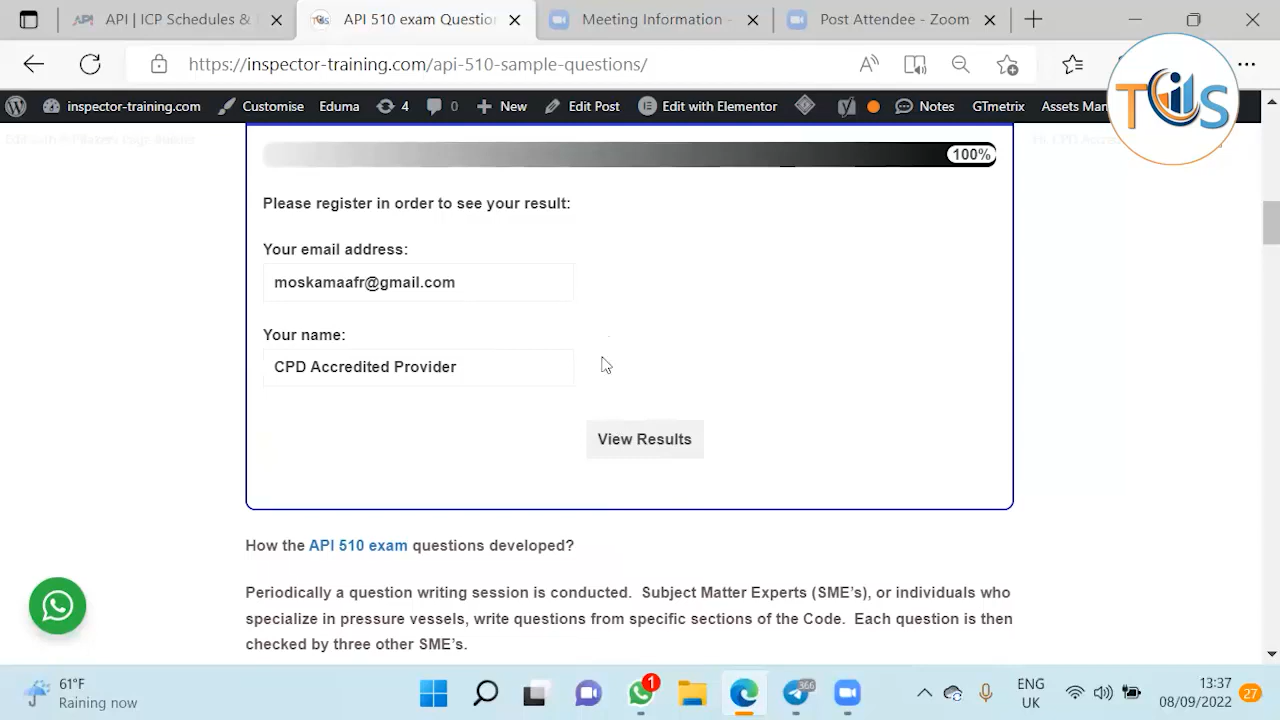 API | ICP Schedules &
API 510 exam Questio
Meeting Information -
Post Attendee - Zoom
https://inspector-training.com/api-510-sample-questions/
inspector-training.com
Customise
Eduma
4
0
New
Edit Post
Edit with Elementor
Notes
GTmetrix
Assets Man
TCILS
100%
Please register in order to see your result:
Your email address:
moskamaafr@gmail.com
Your name:
CPD Accredited Provider
View Results
How the API 510 exam questions developed?
Periodically a question writing session is conducted.  Subject Matter Experts (SME's), or individuals who
specialize in pressure vessels, write questions from specific sections of the Code.  Each question is then
checked by three other SME's.
61°F
Raining now
1
366
ENG
UK
13:37
08/09/2022
27